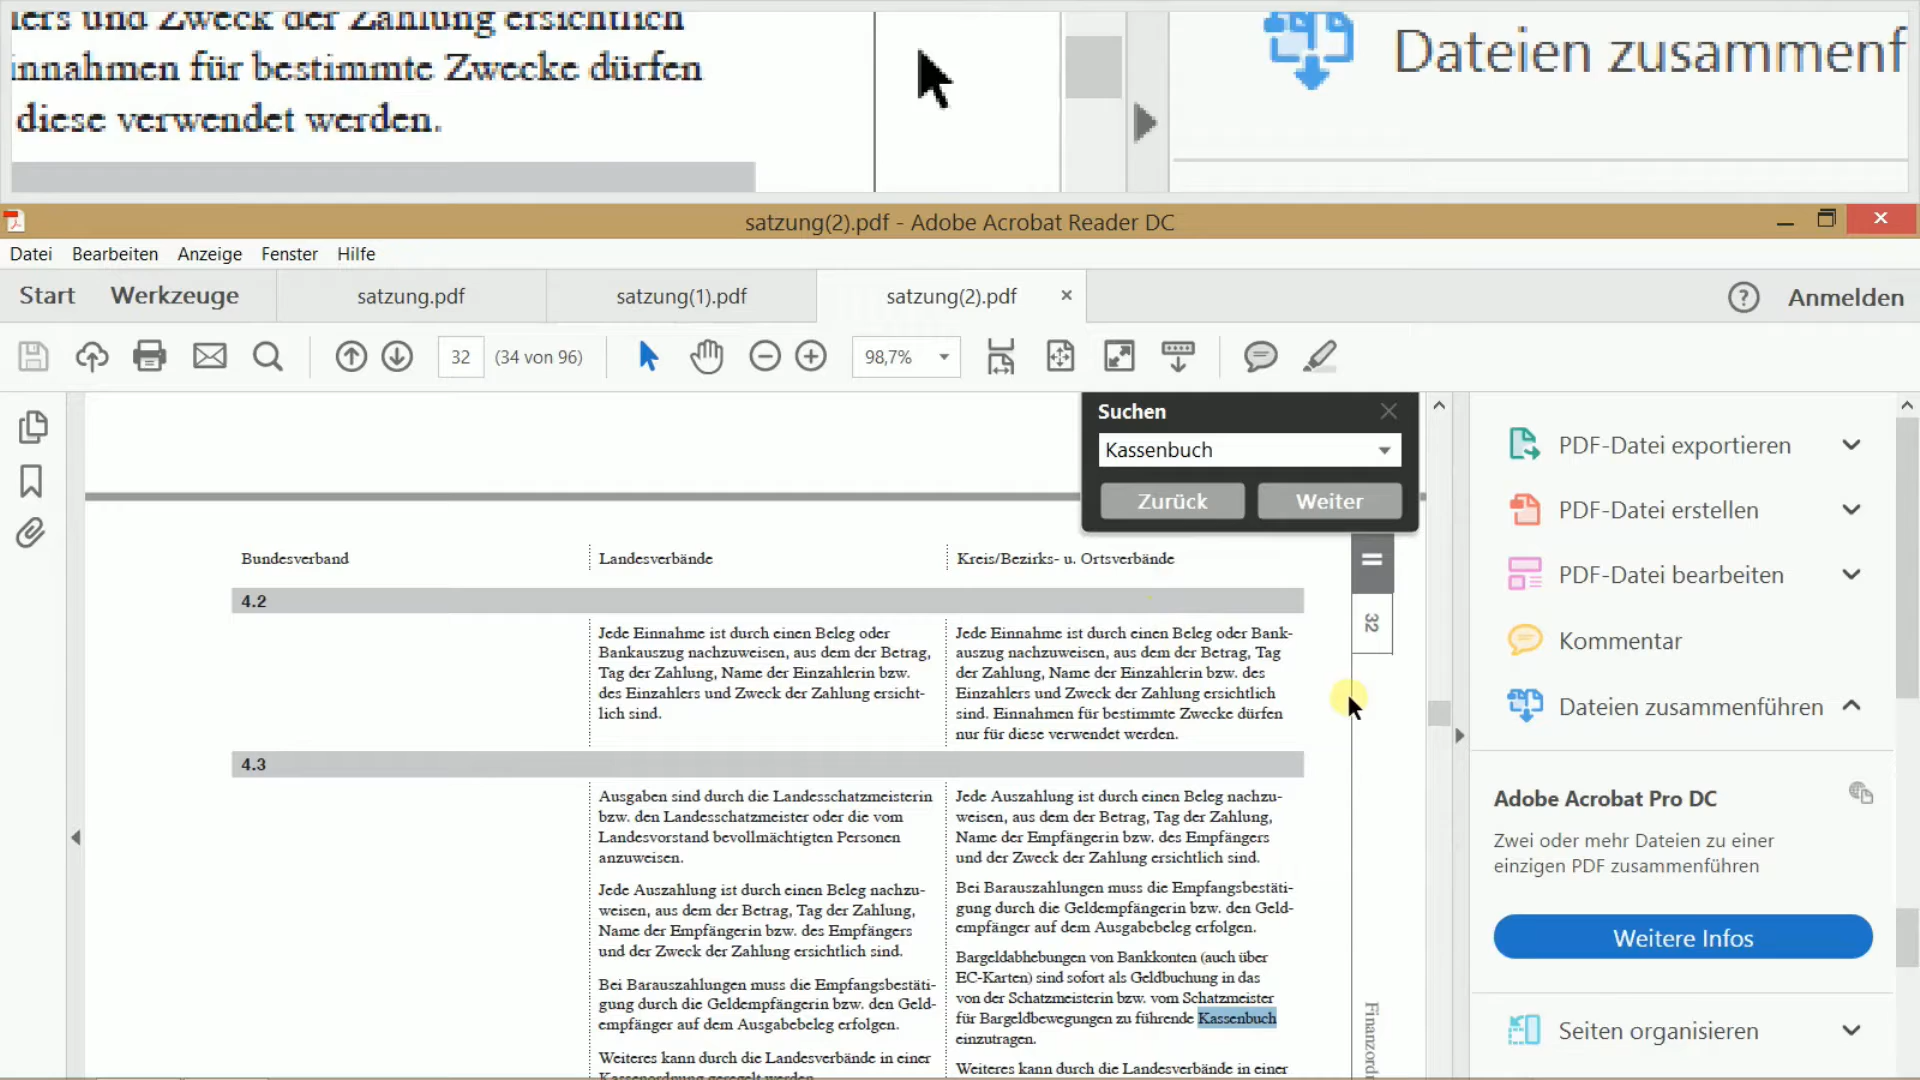 lers und Zweck der Zahlung ersichtlich
innahmen für bestimmte Zwecke dürfen
diese verwendet werden.
Dateien zusammenf
satzung(2).pdf - Adobe Acrobat Reader DC
Datei Bearbeiten Anzeige Fenster Hilfe
Start Werkzeuge satzung.pdf satzung(1).pdf satzung(2).pdf × ? Anmelden
32 (34 von 96) 98,7%
Suchen
Kassenbuch
Zurück Weiter
Bundesverband Landesverbände Kreis/Bezirks- u. Ortsverbände
4.2
Jede Einnahme ist durch einen Beleg oder
Bankauszug nachzuweisen, aus dem der Betrag,
Tag der Zahlung, Name der Einzahlerin bzw.
des Einzahlers und Zweck der Zahlung ersicht-
lich sind.
Jede Einnahme ist durch einen Beleg oder Bank-
auszug nachzuweisen, aus dem der Betrag, Tag
der Zahlung, Name der Einzahlerin bzw. des
Einzahlers und Zweck der Zahlung ersichtlich
sind. Einnahmen für bestimmte Zwecke dürfen
nur für diese verwendet werden.
4.3
Ausgaben sind durch die Landesschatzmeisterin
bzw. den Landesschatzmeister oder die vom
Landesvorstand bevollmächtigten Personen
anzuweisen.
Jede Auszahlung ist durch einen Beleg nachzu-
weisen, aus dem der Betrag, Tag der Zahlung,
Name der Empfängerin bzw. des Empfängers
und der Zweck der Zahlung ersichtlich sind.
Bei Barauszahlungen muss die Empfangsbestäti-
gung durch die Geldempfängerin bzw. den Geld-
empfänger auf dem Ausgabebeleg erfolgen.
Weiteres kann durch die Landesverbände in einer
Kassenordnung geregelt werden
Jede Auszahlung ist durch einen Beleg nachzu-
weisen, aus dem der Betrag, Tag der Zahlung,
Name der Empfängerin bzw. des Empfängers
und der Zweck der Zahlung ersichtlich sind.
Bei Barauszahlungen muss die Empfangsbestäti-
gung durch die Geldempfängerin bzw. den Geld-
empfänger auf dem Ausgabebeleg erfolgen.
Bargeldabhebungen von Bankkonten (auch über
EC-Karten) sind sofort als Geldbuchung in das
von der Schatzmeisterin bzw. vom Schatzmeister
für Bargeldbewegungen zu führende Kassenbuch
einzutragen.
Weiteres kann durch die Landesverbände in einer
32
Finanzord
PDF-Datei exportieren
PDF-Datei erstellen
PDF-Datei bearbeiten
Kommentar
Dateien zusammenführen
Adobe Acrobat Pro DC
Zwei oder mehr Dateien zu einer
einzigen PDF zusammenführen
Weitere Infos
Seiten organisieren